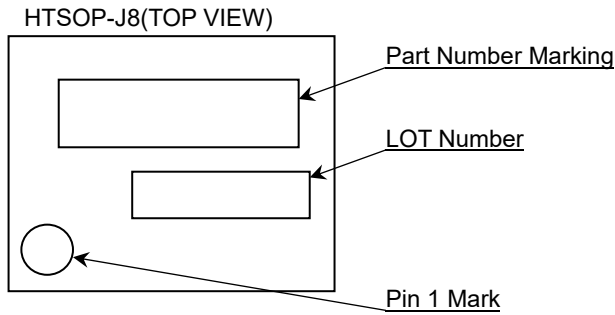 HTSOP-J8(TOP VIEW)
Part Number Marking
LOT Number
Pin 1 Mark